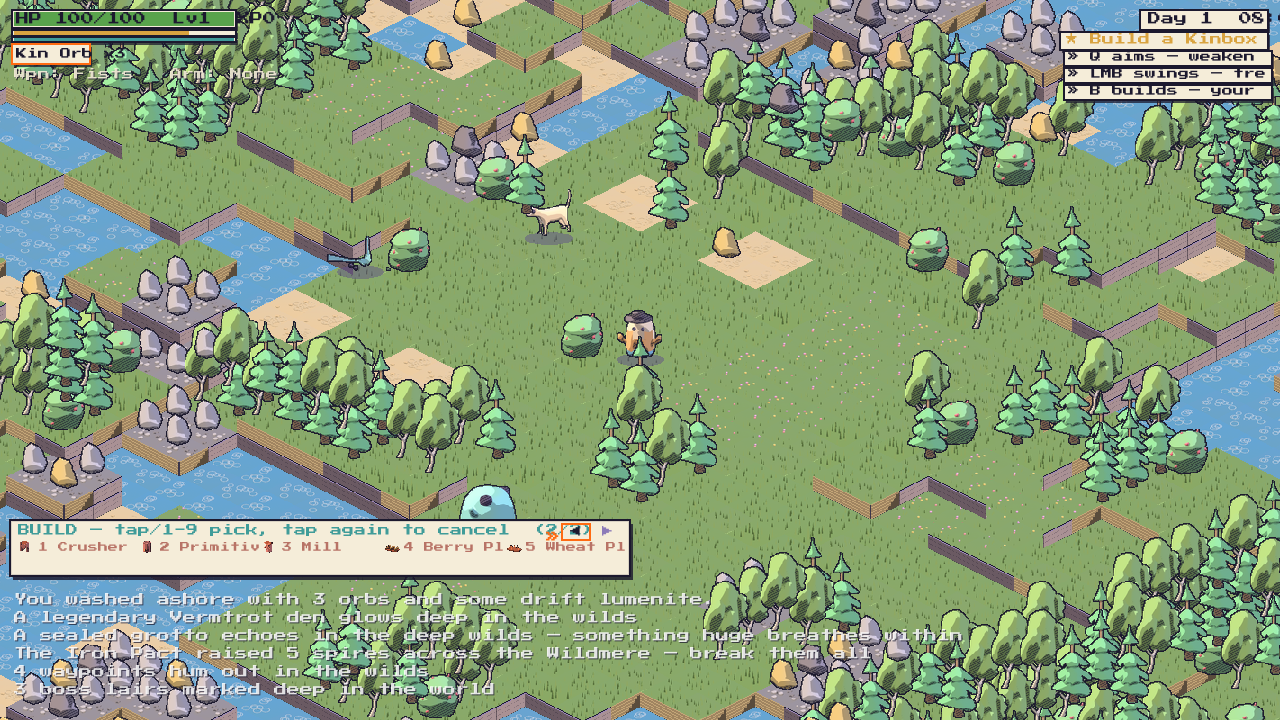 HP 100/100 Lv1 XP0
Kin Orb x3
Wpn: Fists Arm: None
Day 1 08
★ Build a Kinbox
» Q aims — weaken
» LMB swings — tre
» B builds — your
BUILD — tap/1-9 pick, tap again to cancel
1 Crusher 2 Primitiv 3 Mill 4 Berry Pl 5 Wheat Pl
You washed ashore with 3 orbs and some drift lumenite.
A legendary Vermtrot den glows deep in the wilds
A sealed grotto echoes in the deep wilds — something huge breathes within
The Iron Pact raised 5 spires across the Wildmere — break them all
4 waypoints hum out in the wilds
3 boss lairs marked deep in the world